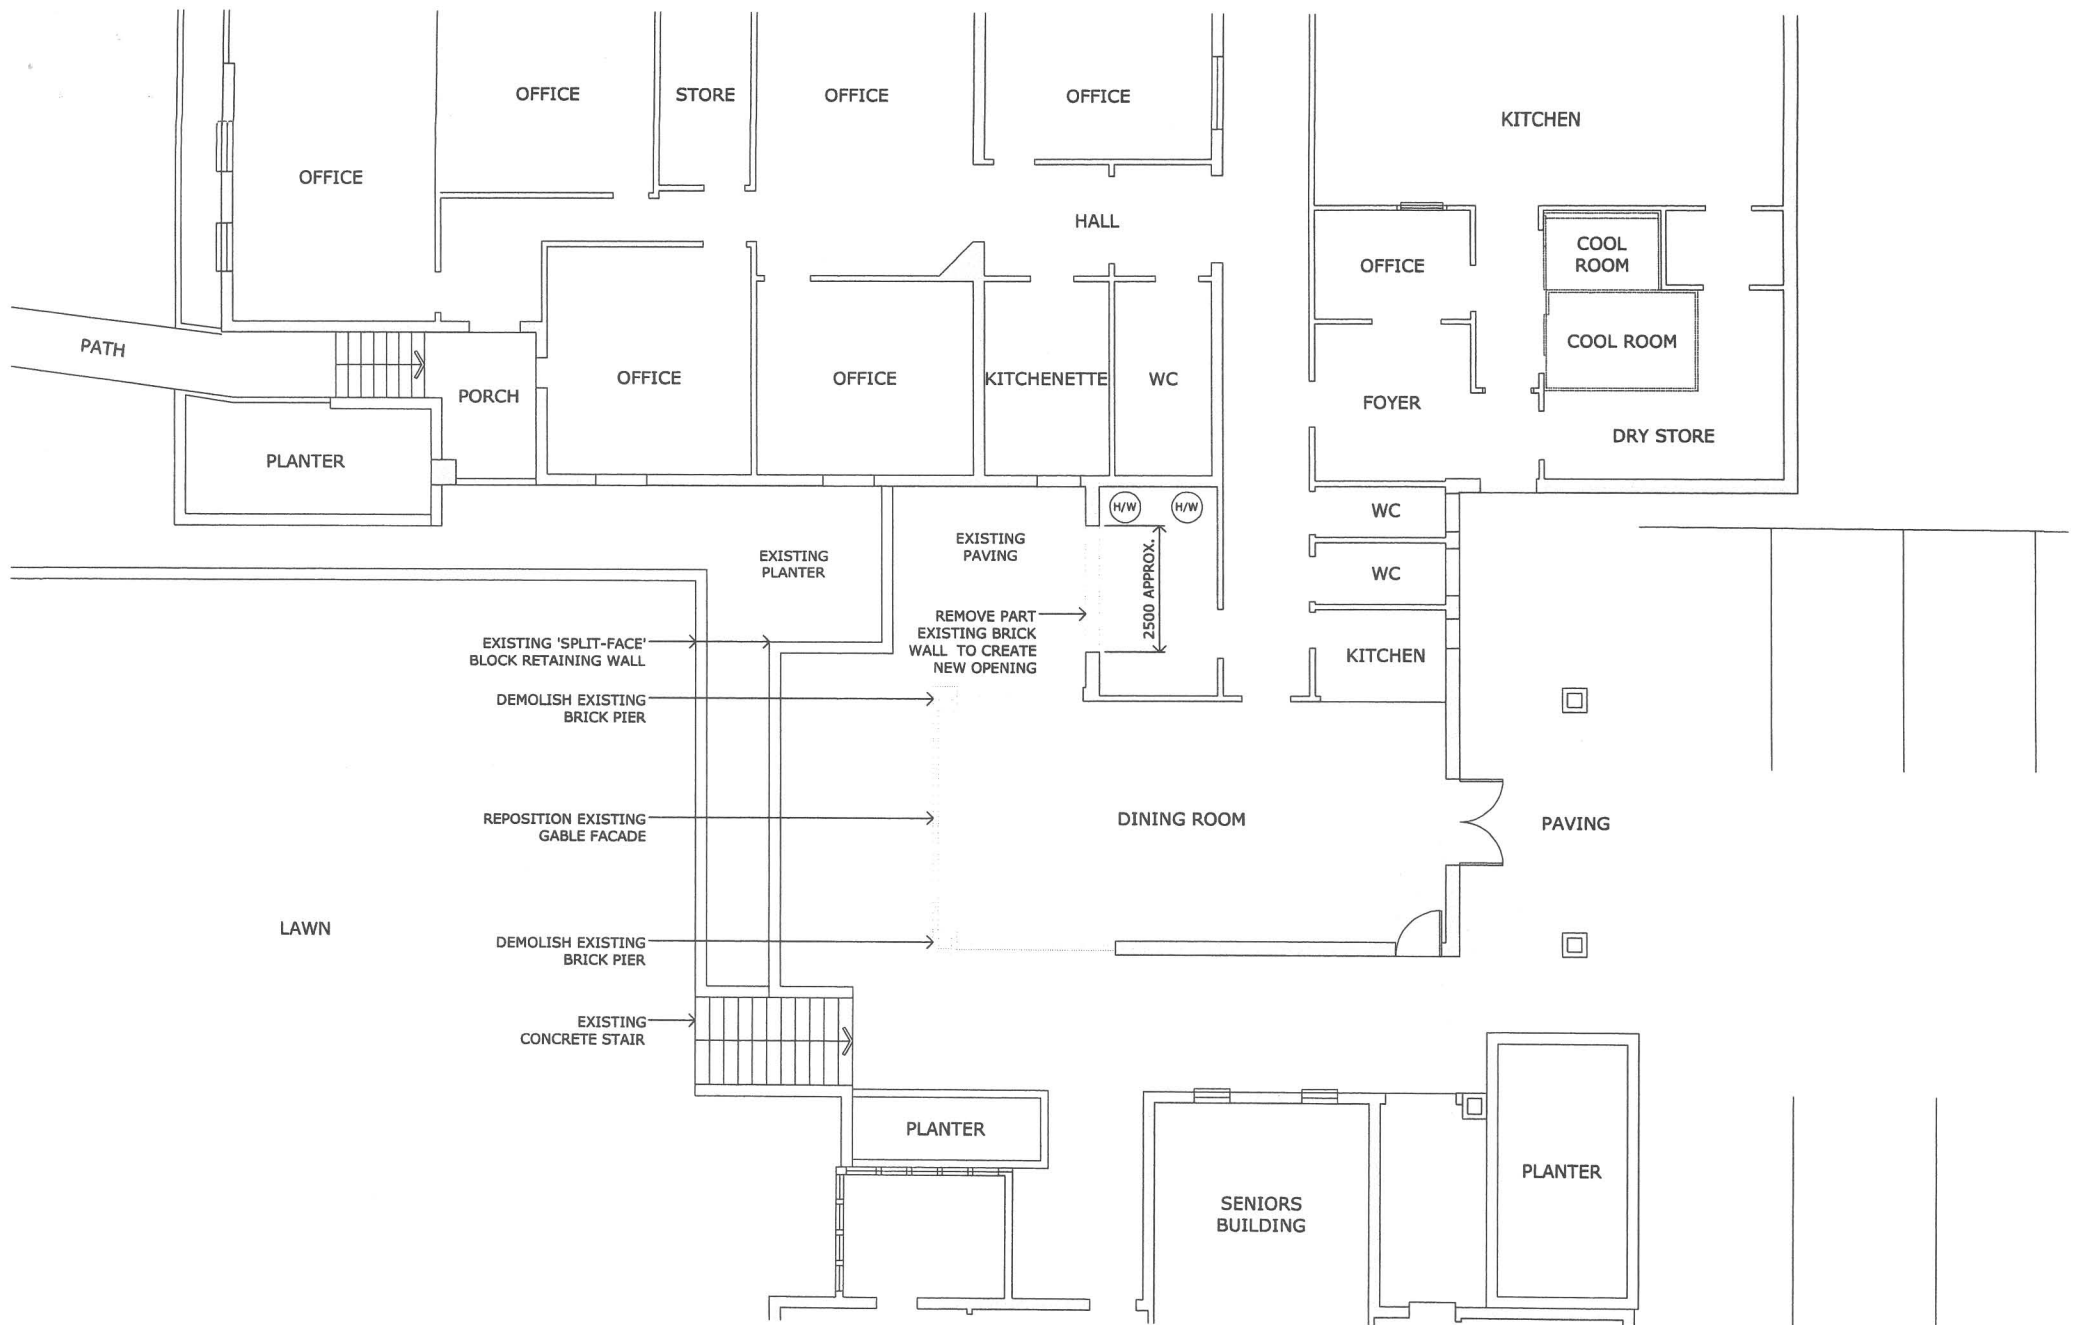 OFFICE
STORE
OFFICE
OFFICE
KITCHEN
OFFICE
HALL
COOL
ROOM
OFFICE
COOL ROOM
PATH
OFFICE
OFFICE
KITCHENETTE
WC
PORCH
FOYER
DRY STORE
PLANTER
H/W
H/W
WC
EXISTING
PLANTER
EXISTING
PAVING
2500 APPROX.
WC
REMOVE PART
EXISTING BRICK
WALL TO CREATE
NEW OPENING
EXISTING 'SPLIT-FACE'
BLOCK RETAINING WALL
KITCHEN
DEMOLISH EXISTING
BRICK PIER
REPOSITION EXISTING
GABLE FACADE
DINING ROOM
PAVING
LAWN
DEMOLISH EXISTING
BRICK PIER
EXISTING
CONCRETE STAIR
PLANTER
PLANTER
SENIORS
BUILDING